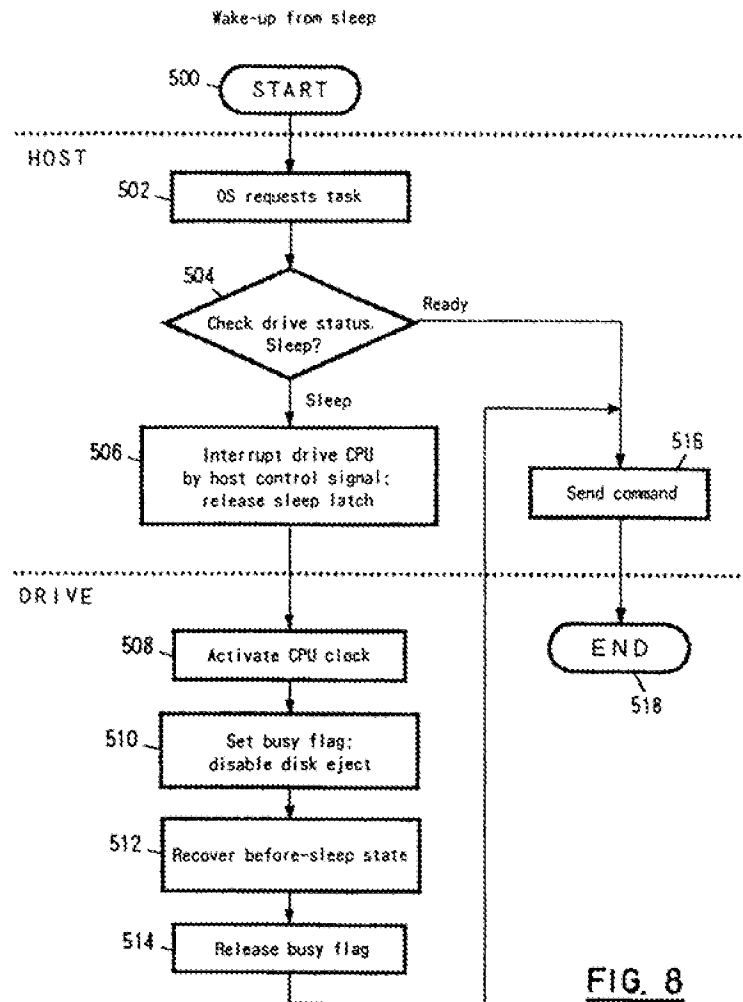 Wake-up from sleep
500
START
HOST
502
OS requests task
504
Check drive status.
Sleep?
Ready
Sleep
506
Interrupt drive CPU
by host control signal;
release sleep latch
516
Send command
DRIVE
508
Activate CPU clock
END
518
510
Set busy flag;
disable disk eject
512
Recover before-sleep state
514
Release busy flag
FIG. 8